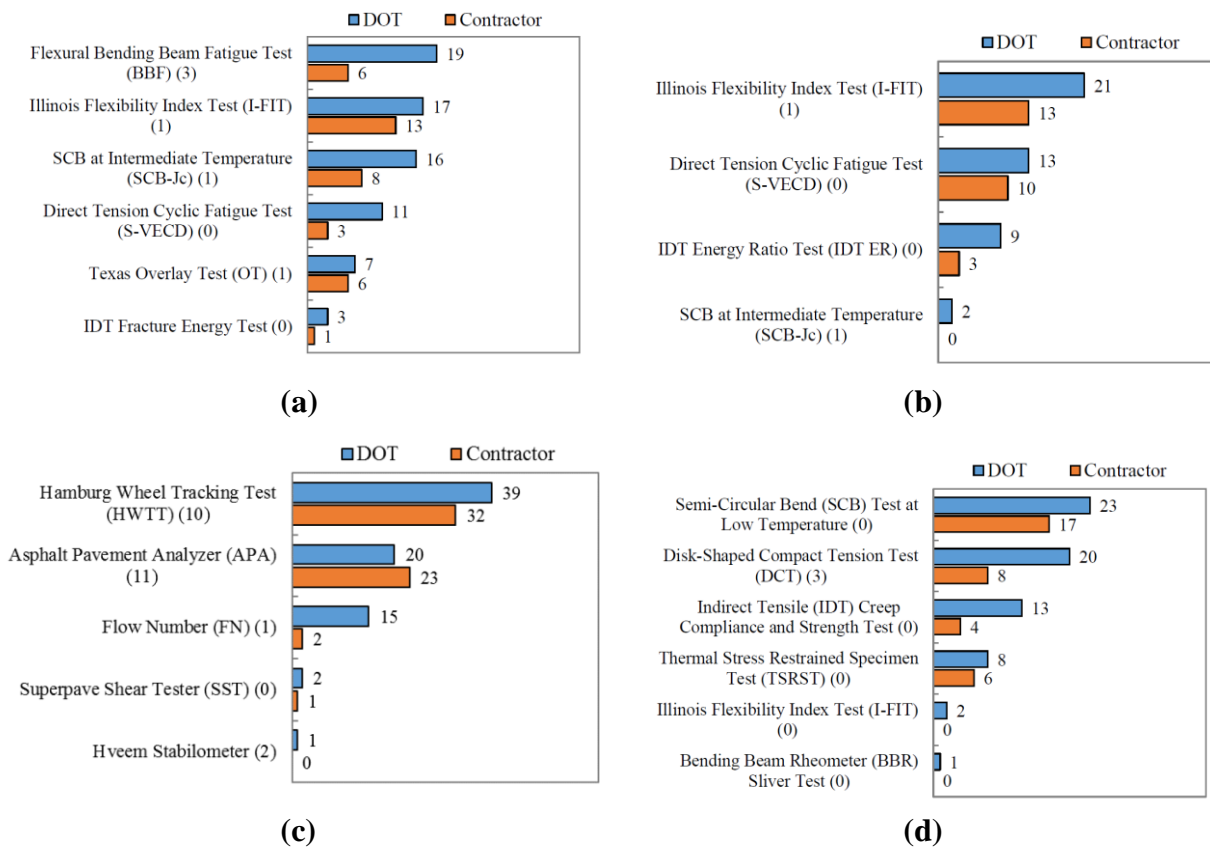 DOT Contractor
Flexural Bending Beam Fatigue Test
(BBF) (3)
19
6
Illinois Flexibility Index Test (I-FIT)
(1)
17
13
SCB at Intermediate Temperature
(SCB-Jc) (1)
16
8
Direct Tension Cyclic Fatigue Test
(S-VECD) (0)
11
3
Texas Overlay Test (OT) (1)
7
6
IDT Fracture Energy Test (0)
3
1
(a)
DOT Contractor
Illinois Flexibility Index Test (I-FIT)
(1)
21
13
Direct Tension Cyclic Fatigue Test
(S-VECD) (0)
13
10
IDT Energy Ratio Test (IDT ER) (0)
9
3
SCB at Intermediate Temperature
(SCB-Jc) (1)
2
0
(b)
DOT Contractor
Hamburg Wheel Tracking Test
(HWTT) (10)
39
32
Asphalt Pavement Analyzer (APA)
(11)
20
23
Flow Number (FN) (1)
15
2
Superpave Shear Tester (SST) (0)
2
1
Hveem Stabilometer (2)
1
0
(c)
DOT Contractor
Semi-Circular Bend (SCB) Test at
Low Temperature (0)
23
17
Disk-Shaped Compact Tension Test
(DCT) (3)
20
8
Indirect Tensile (IDT) Creep
Compliance and Strength Test (0)
13
4
Thermal Stress Restrained Specimen
Test (TSRST) (0)
8
6
Illinois Flexibility Index Test (I-FIT)
(0)
2
0
Bending Beam Rheometer (BBR)
Sliver Test (0)
1
0
(d)